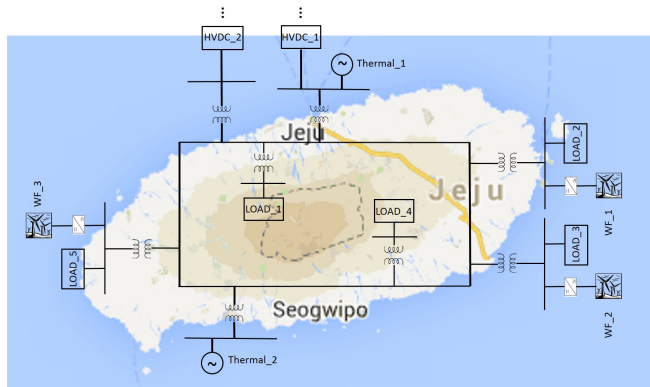 HVDC_2
HVDC_1
Thermal_1
Jeju
LOAD_2
Jeju
WF_1
WF_3
LOAD_1
LOAD_4
LOAD_3
LOAD_5
WF_2
Seogwipo
Thermal_2